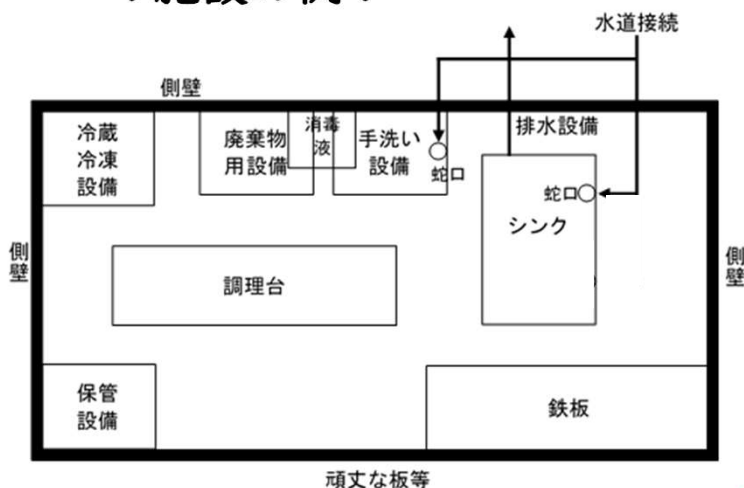 水道接続
側壁
冷蔵
冷凍
設備
廃棄物
用設備
消毒
液
手洗い
設備
蛇口
排水設備
蛇口
シンク
側壁
側壁
調理台
保管
設備
鉄板
頑丈な板等